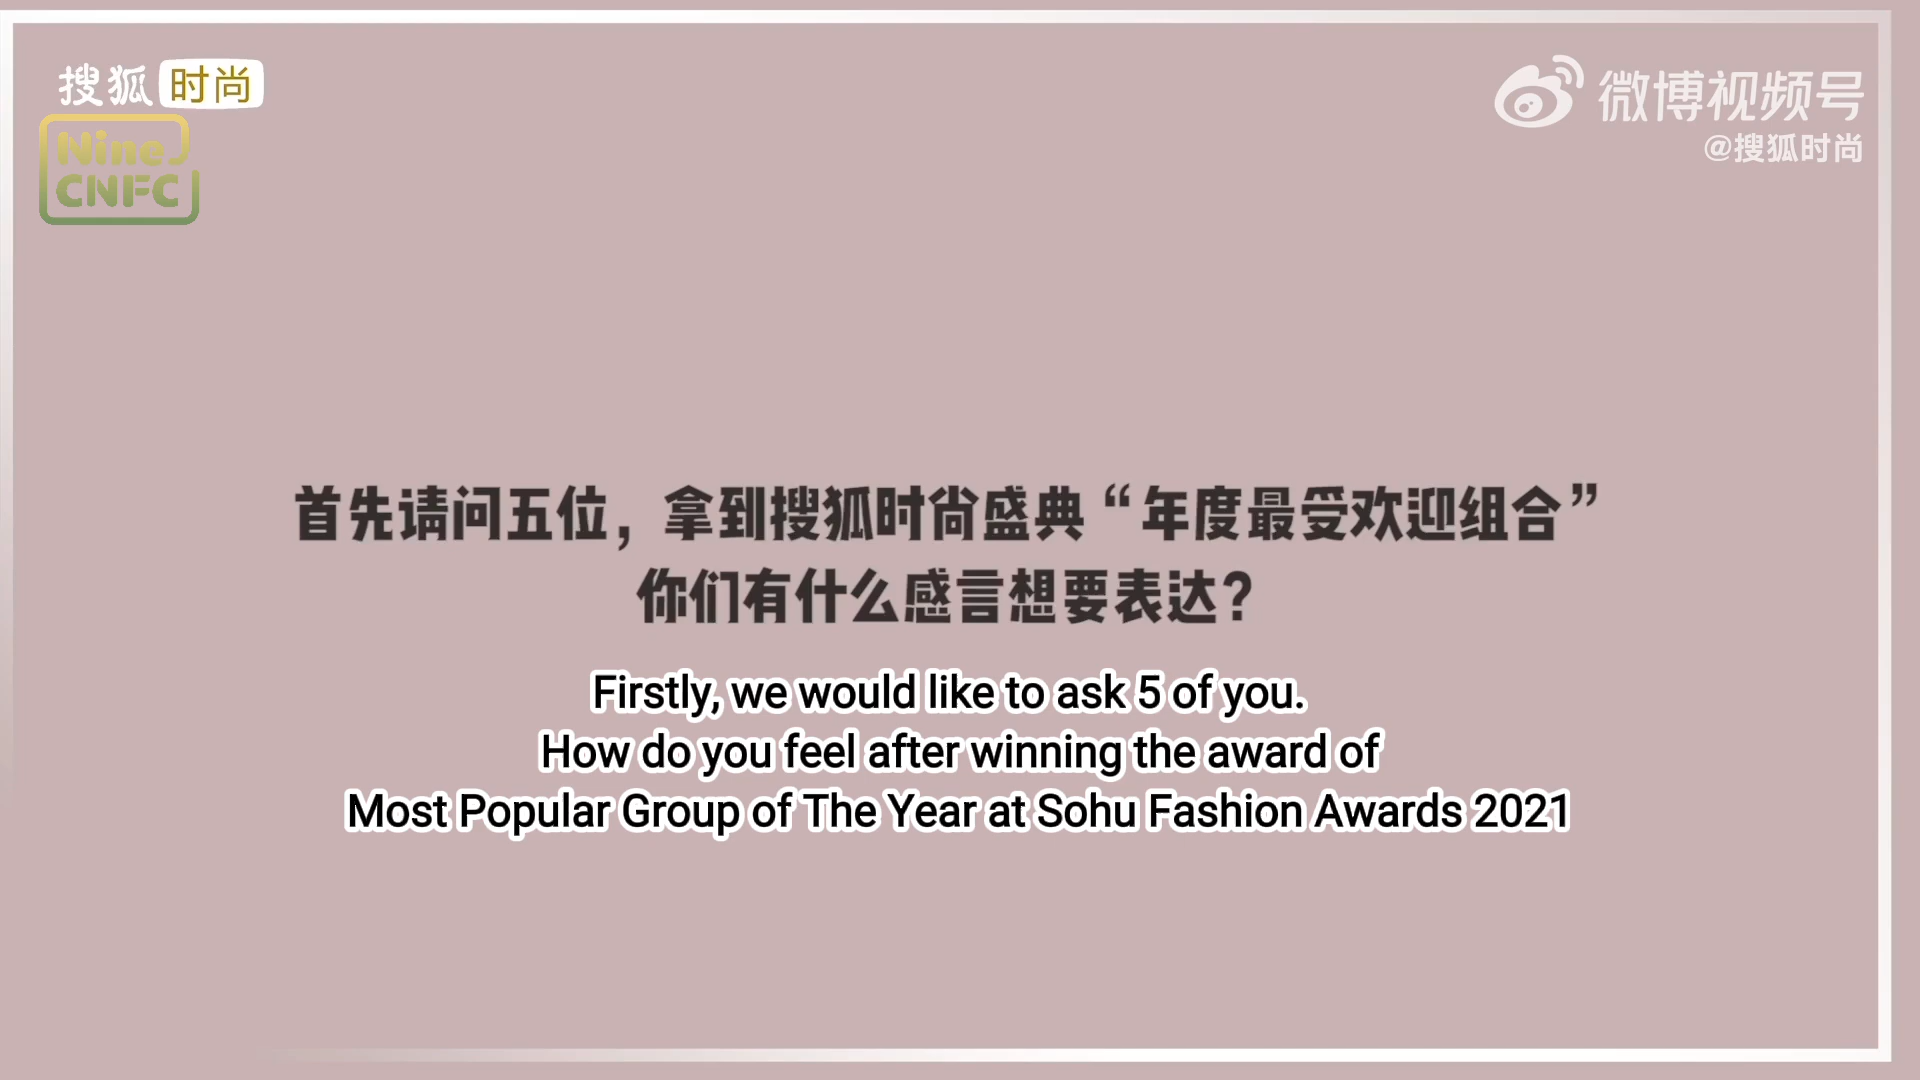 搜狐时尚
Nine
CNFC
微博视频号
@搜狐时尚
首先请问五位，拿到搜狐时尚盛典“年度最受欢迎组合”
你们有什么感言想要表达？
Firstly, we would like to ask 5 of you.
How do you feel after winning the award of
Most Popular Group of The Year at Sohu Fashion Awards 2021